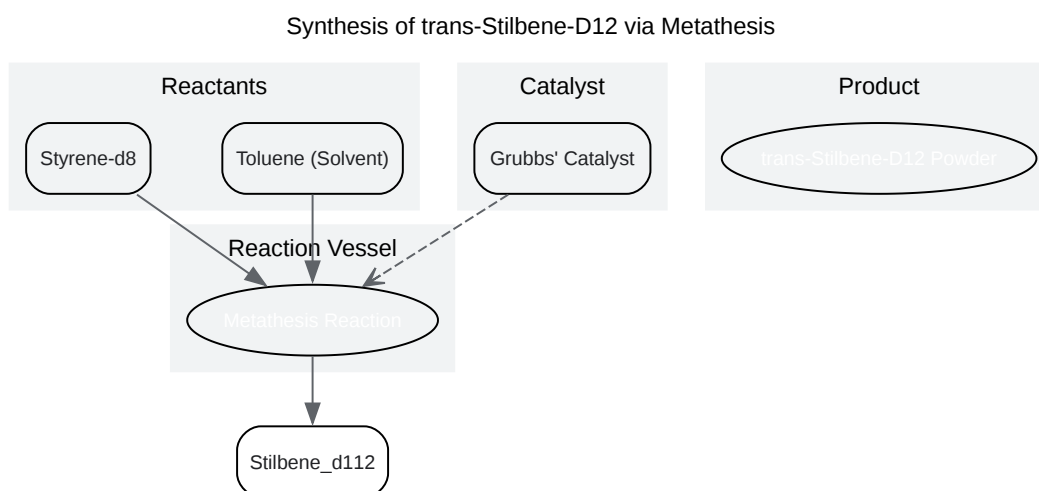 Synthesis of trans-Stilbene-D12 via Metathesis
Reactants
Catalyst
Product
Styrene-d8
Toluene (Solvent)
Grubbs' Catalyst
trans-Stilbene-D12 Powder
Reaction Vessel
Metathesis Reaction
Stilbene_d112